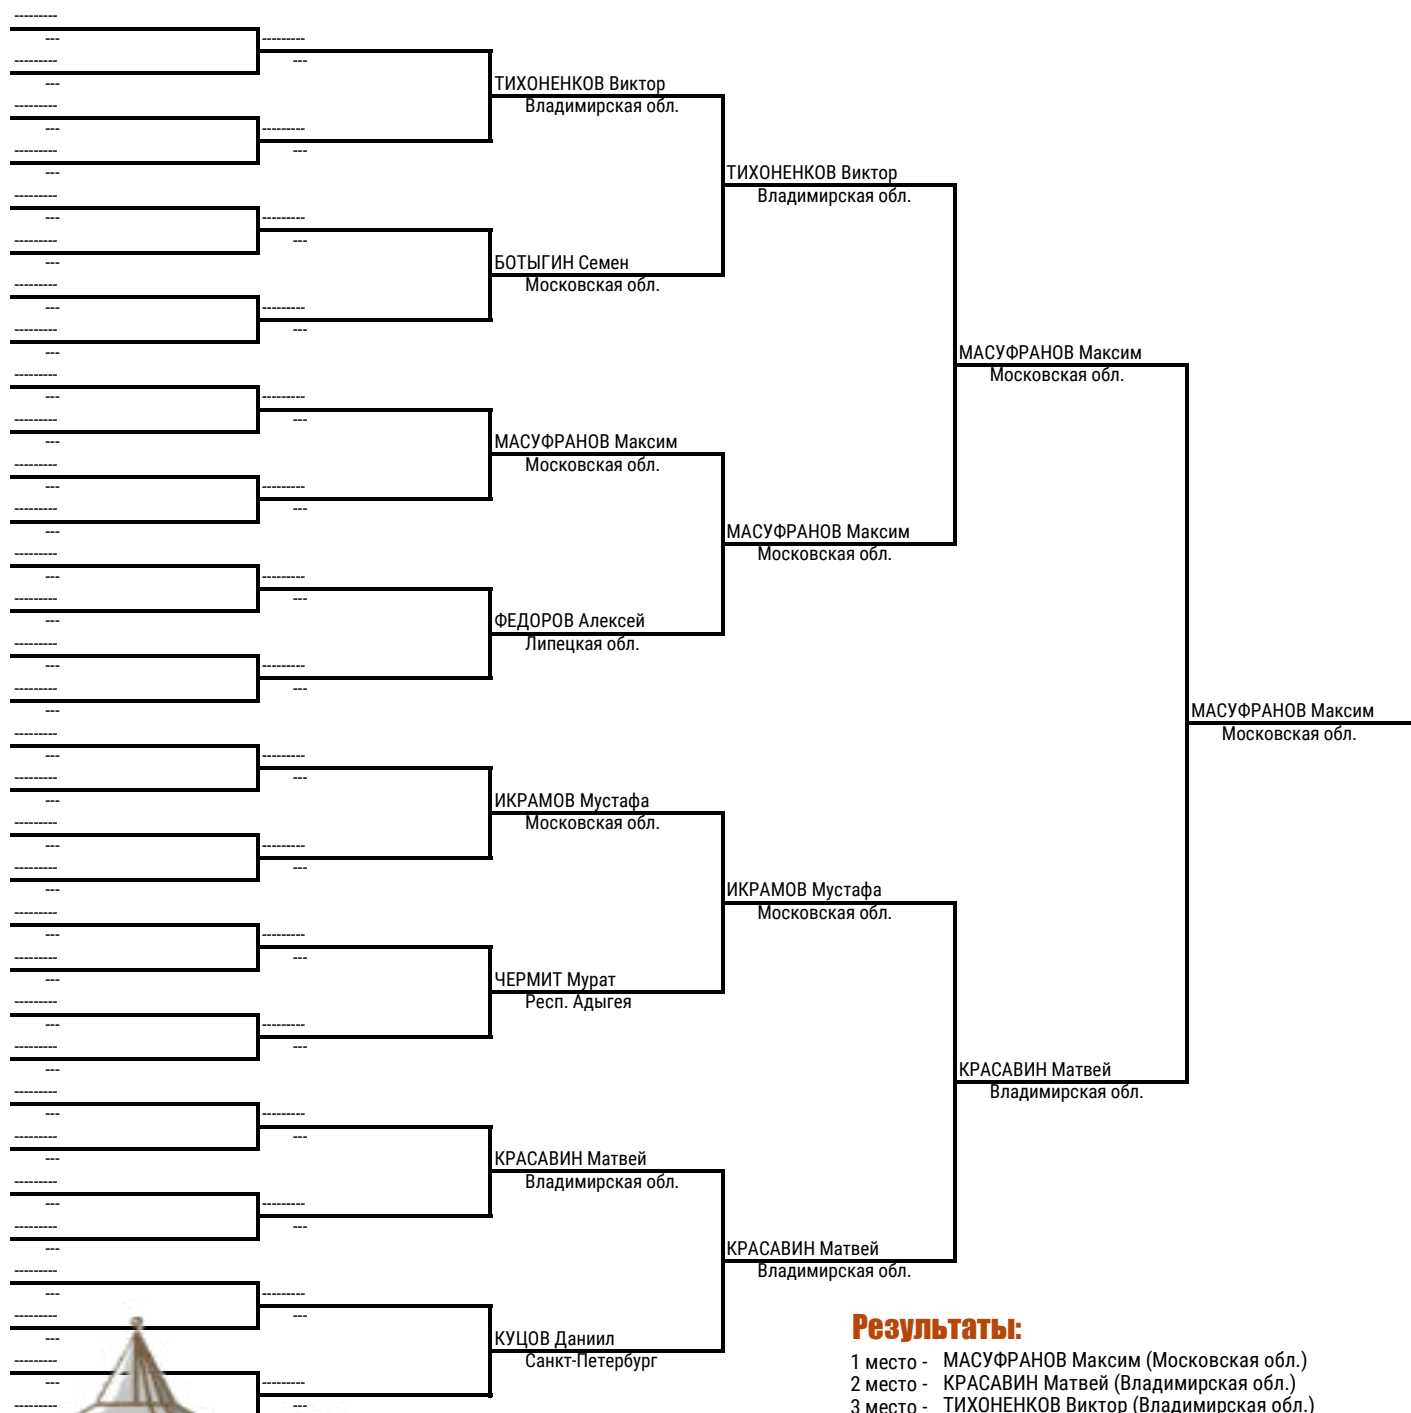 ТИХОНЕНКОВ Виктор
Владимирская обл.
ТИХОНЕНКОВ Виктор
Владимирская обл.
БОТЫГИН Семен
Московская обл.
МАСУФРАНОВ Максим
Московская обл.
МАСУФРАНОВ Максим
Московская обл.
МАСУФРАНОВ Максим
Московская обл.
ФЕДОРОВ Алексей
Липецкая обл.
МАСУФРАНОВ Максим
Московская обл.
ИКРАМОВ Мустафа
Московская обл.
ИКРАМОВ Мустафа
Московская обл.
ЧЕРМИТ Мурат
Респ. Адыгея
КРАСАВИН Матвей
Владимирская обл.
КРАСАВИН Матвей
Владимирская обл.
КРАСАВИН Матвей
Владимирская обл.
КУЦОВ Даниил
Санкт-Петербург
Результаты:
1 место - МАСУФРАНОВ Максим (Московская обл.)
2 место - КРАСАВИН Матвей (Владимирская обл.)
3 место - ТИХОНЕНКОВ Виктор (Владимирская обл.)